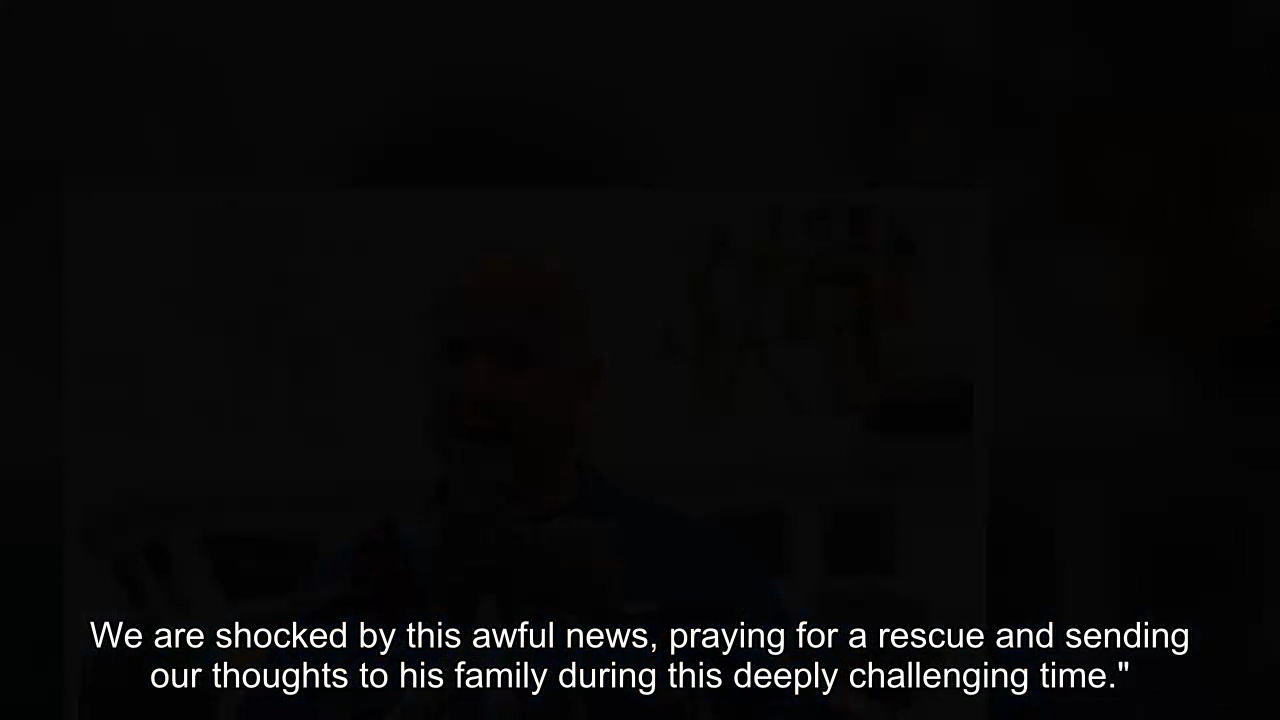 We are shocked by this awful news, praying for a rescue and sending
our thoughts to his family during this deeply challenging time."